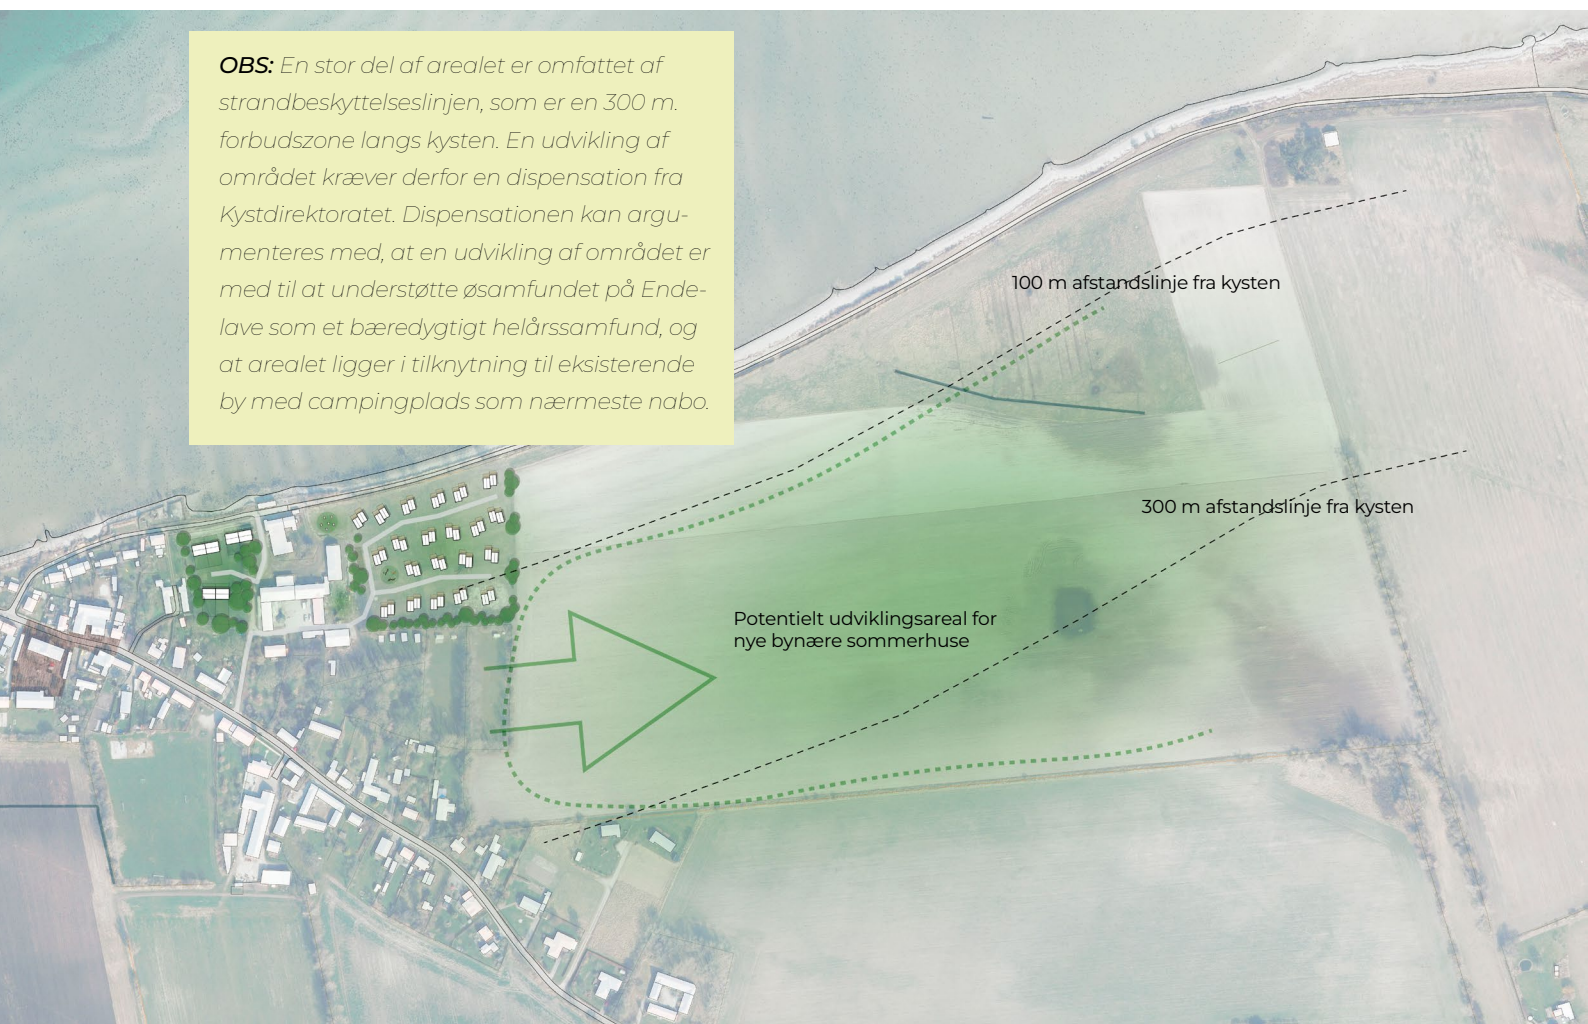 OBS: En stor del af arealet er omfattet af
strandbeskyttelseslinjen, som er en 300 m.
forbudszone langs kysten. En udvikling af
området kræver derfor en dispensation fra
Kystdirektoratet. Dispensationen kan argu-
menteres med, at en udvikling af området er
med til at understøtte øsamfundet på Ende-
lave som et bæredygtigt helårssamfund, og
at arealet ligger i tilknytning til eksisterende
by med campingplads som nærmeste nabo.
100 m afstandslinje fra kysten
300 m afstandslinje fra kysten
Potentielt udviklingsareal for
nye bynære sommerhuse